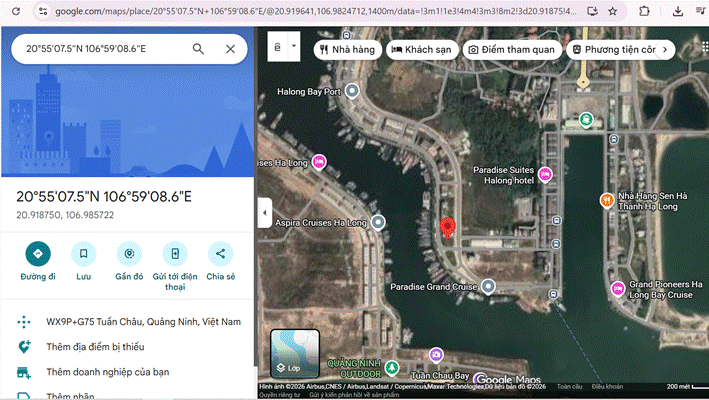 google.com/maps/place/20°55'07.5"N+106°59'08.6"E/@20.919641,106.9824712,1400m/data=!3m1!1e3!4m4!3m3!8m2!3d20.91875!4...
20°55'07.5"N 106°59'08.6"E
Nhà hàng
Khách sạn
Điểm tham quan
Phương tiện côn
Halong Bay Port
ises Ha Long
Paradise Suites
Halong hotel
Nhà Hàng Sen Hà
Thanh Hạ Long
20°55'07.5"N 106°59'08.6"E
20.918750, 106.985722
Aspira Cruises Ha Long
Đường đi
Lưu
Gần đó
Gửi tới điện
thoại
Chia sẻ
Paradise Grand Cruise
Grand Pioneers Ha
Long Bay Cruise
WX9P+G75 Tuần Châu, Quảng Ninh, Việt Nam
Thêm địa điểm bị thiếu
Thêm doanh nghiệp của bạn
Thêm nhãn
Lớp
QUẢNG NINH
OUTDOOR
Tuần Chau Bay
Google Maps
Hình ảnh ©2026 Airbus,CNES / Airbus,Landsat / Copernicus,Maxar Technologies,Dữ liệu bản đồ ©2026
Toàn cầu
Điều khoản
200 mét
Quyền riêng tư
Gửi ý kiến phản hồi về sản phẩm